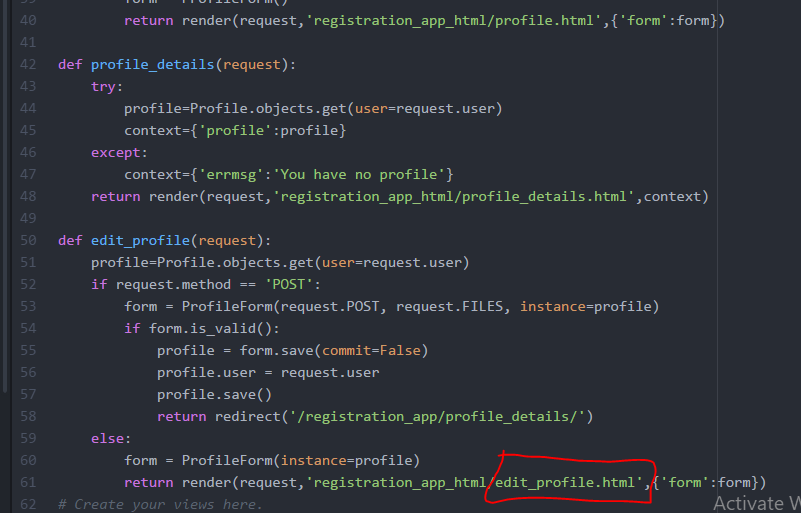 39 form = ProfileForm()
40 return render(request,'registration_app_html/profile.html',{'form':form})
41
42 def profile_details(request):
43 try:
44 profile=Profile.objects.get(user=request.user)
45 context={'profile':profile}
46 except:
47 context={'errmsg':'You have no profile'}
48 return render(request,'registration_app_html/profile_details.html',context)
49
50 def edit_profile(request):
51 profile=Profile.objects.get(user=request.user)
52 if request.method == 'POST':
53 form = ProfileForm(request.POST, request.FILES, instance=profile)
54 if form.is_valid():
55 profile = form.save(commit=False)
56 profile.user = request.user
57 profile.save()
58 return redirect('/registration_app/profile_details/')
59 else:
60 form = ProfileForm(instance=profile)
61 return render(request,'registration_app_html/edit_profile.html',{'form':form})
62 # Create your views here.
Activate W